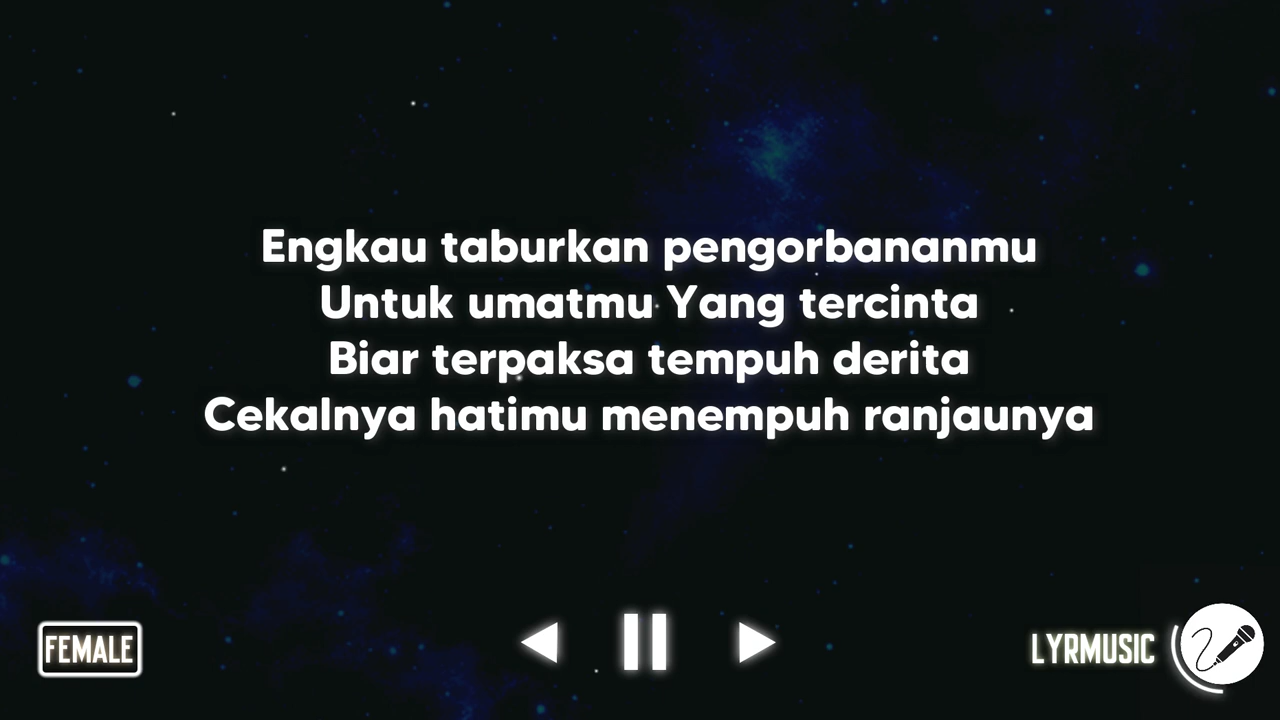 Engkau taburkan pengorbananmu
Untuk umatmu Yang tercinta
Biar terpaksa tempuh derita
Cekalnya hatimu menempuh ranjaunya
FEMALE
LYRMUSIC